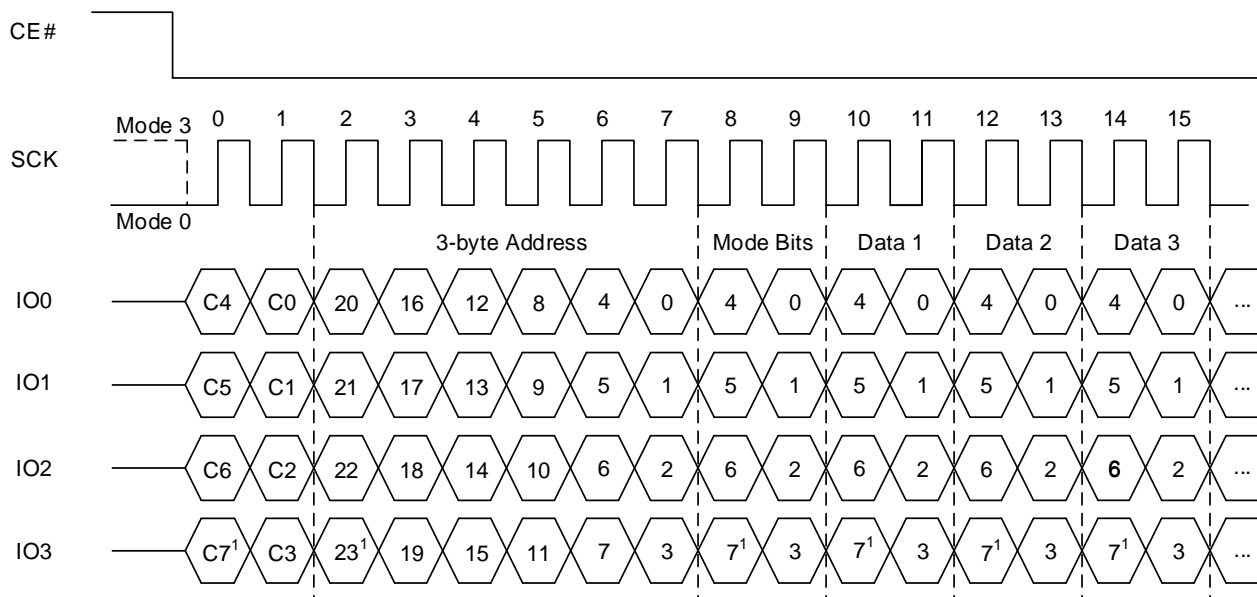 CE#
Mode 3 0 1 2 3 4 5 6 7 8 9 10 11 12 13 14 15
SCK
Mode 0
3-byte Address Mode Bits Data 1 Data 2 Data 3
IO0 C4 C0 20 16 12 8 4 0 4 0 4 0 4 0 4 0 ...
IO1 C5 C1 21 17 13 9 5 1 5 1 5 1 5 1 5 1 ...
IO2 C6 C2 22 18 14 10 6 2 6 2 6 2 6 2 6 2 ...
IO3 C7¹ C3 23¹ 19 15 11 7 3 7¹ 3 7¹ 3 7¹ 3 7¹ 3 ...